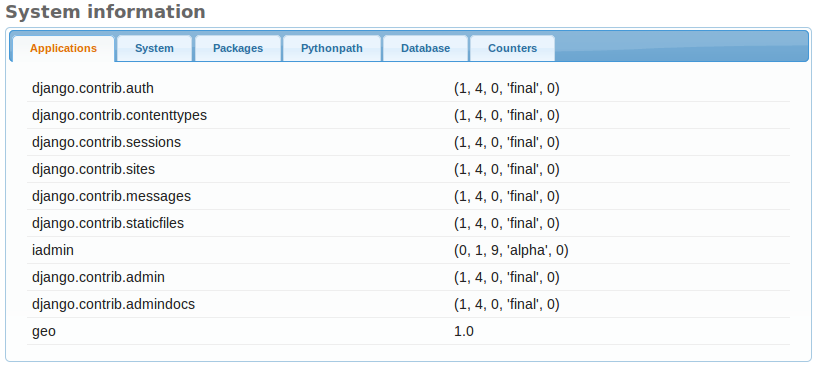 System information
Applications System Packages Pythonpath Database Counters
django.contrib.auth (1, 4, 0, 'final', 0)
django.contrib.contenttypes (1, 4, 0, 'final', 0)
django.contrib.sessions (1, 4, 0, 'final', 0)
django.contrib.sites (1, 4, 0, 'final', 0)
django.contrib.messages (1, 4, 0, 'final', 0)
django.contrib.staticfiles (1, 4, 0, 'final', 0)
iadmin (0, 1, 9, 'alpha', 0)
django.contrib.admin (1, 4, 0, 'final', 0)
django.contrib.admindocs (1, 4, 0, 'final', 0)
geo 1.0